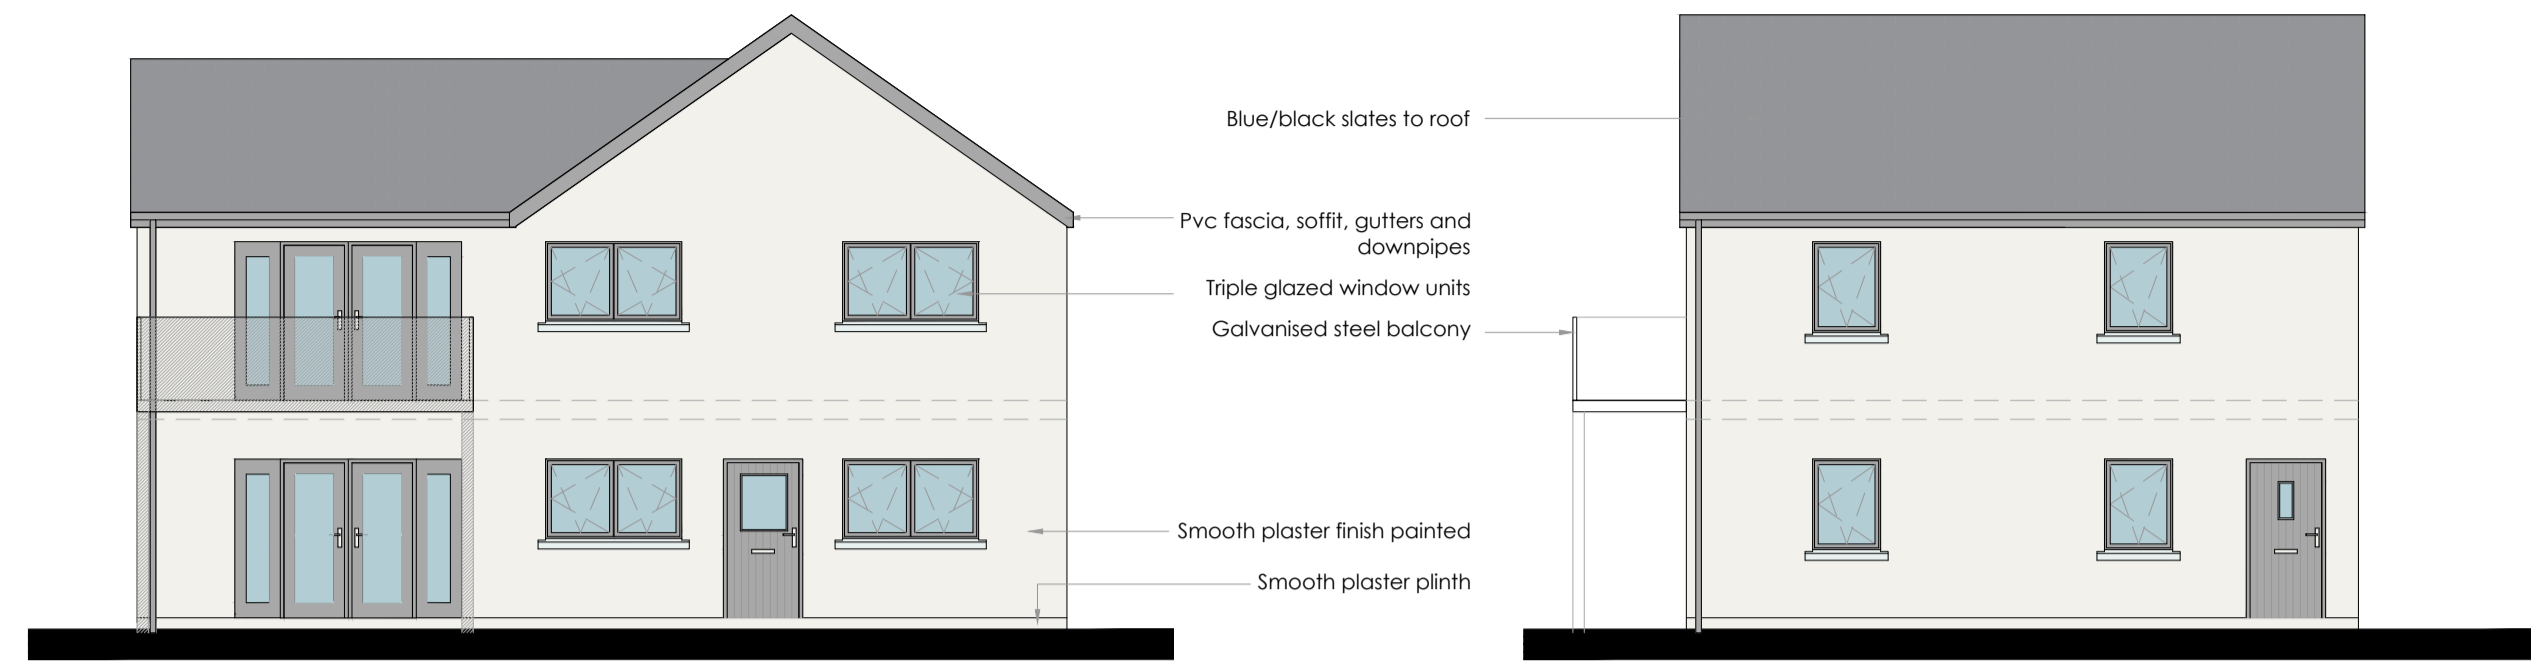 Blue/black slates to roof
Pvc fascia, soffit, gutters and
downpipes
Triple glazed window units
Galvanised steel balcony
Smooth plaster finish painted
Smooth plaster plinth